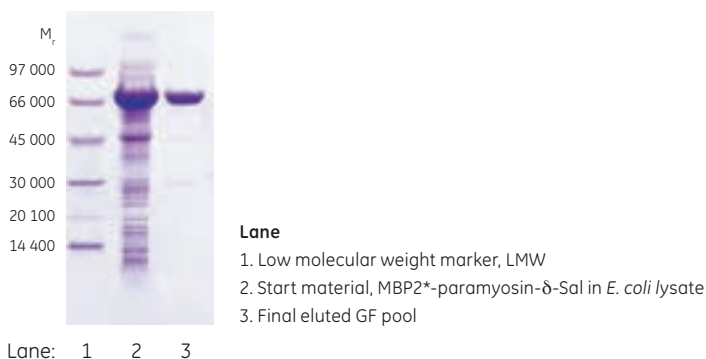 Mr
97 000
66 000
45 000
30 000
20 100
14 400
Lane: 1 2 3
Lane
1. Low molecular weight marker, LMW
2. Start material, MBP2*-paramyosin-δ-Sal in E. coli lysate
3. Final eluted GF pool